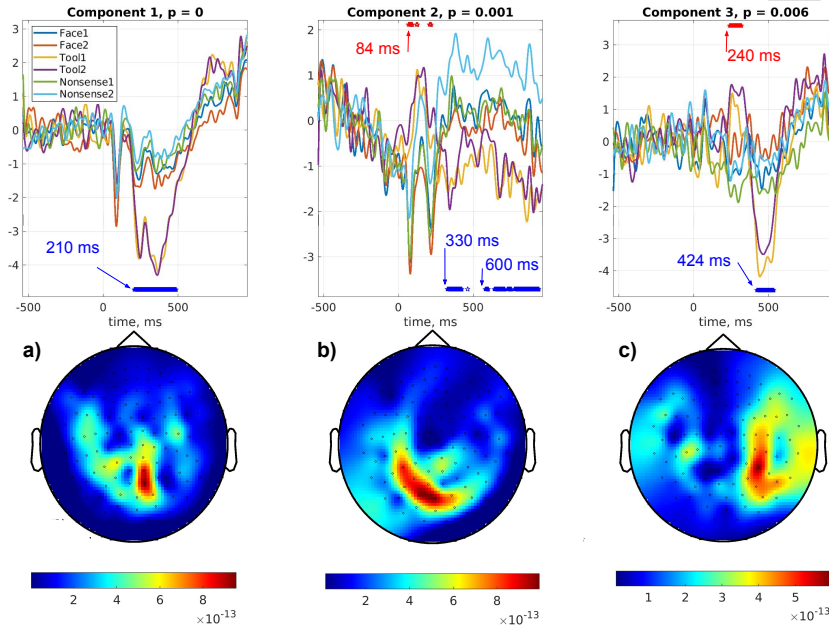 Component 1, p = 0
Component 2, p = 0.001
Component 3, p = 0.006
3
2
1
0
-1
-2
-3
-4
Face1
Face2
Tool1
Tool2
Nonsense1
Nonsense2
210 ms
-500
0
500
time, ms
2
1
0
-1
-2
-3
84 ms
330 ms
600 ms
-500
0
500
time, ms
3
2
1
0
-1
-2
-3
-4
240 ms
424 ms
-500
0
500
time, ms
a)
b)
c)
2 4 6 8
×10-13
2 4 6 8
×10-13
1 2 3 4 5
×10-13